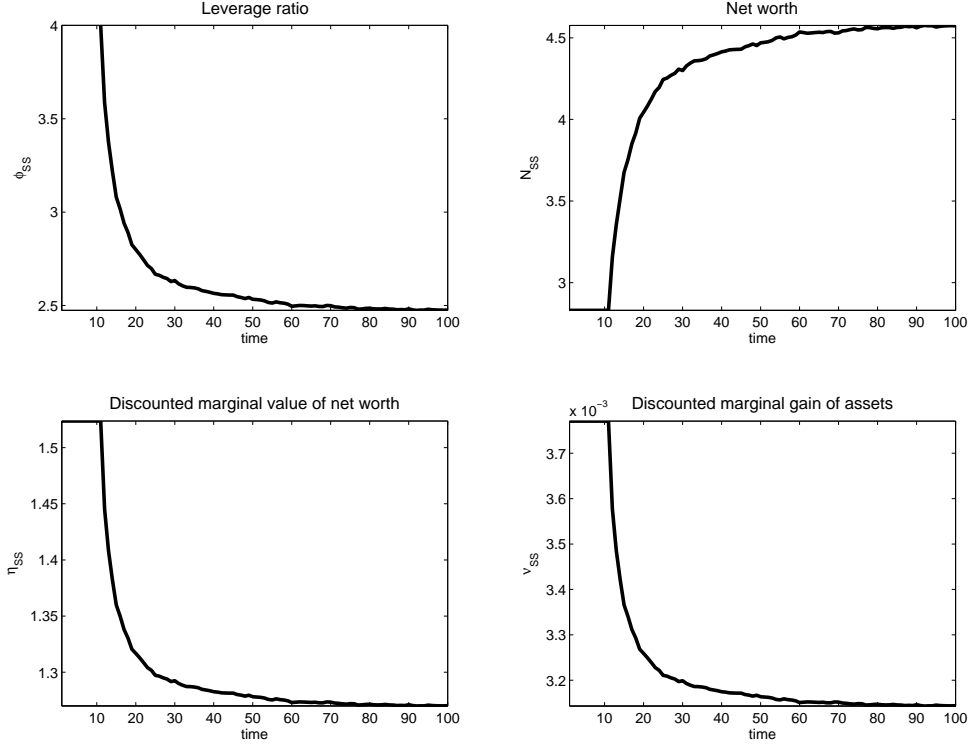 Leverage ratio
4
3.5
3
2.5
ϕSS
10 20 30 40 50 60 70 80 90 100
time
Net worth
4.5
4
3.5
3
NSS
10 20 30 40 50 60 70 80 90 100
time
Discounted marginal value of net worth
1.5
1.45
1.4
1.35
1.3
ηSS
10 20 30 40 50 60 70 80 90 100
time
Discounted marginal gain of assets
x 10−3
3.7
3.6
3.5
3.4
3.3
3.2
νSS
10 20 30 40 50 60 70 80 90 100
time